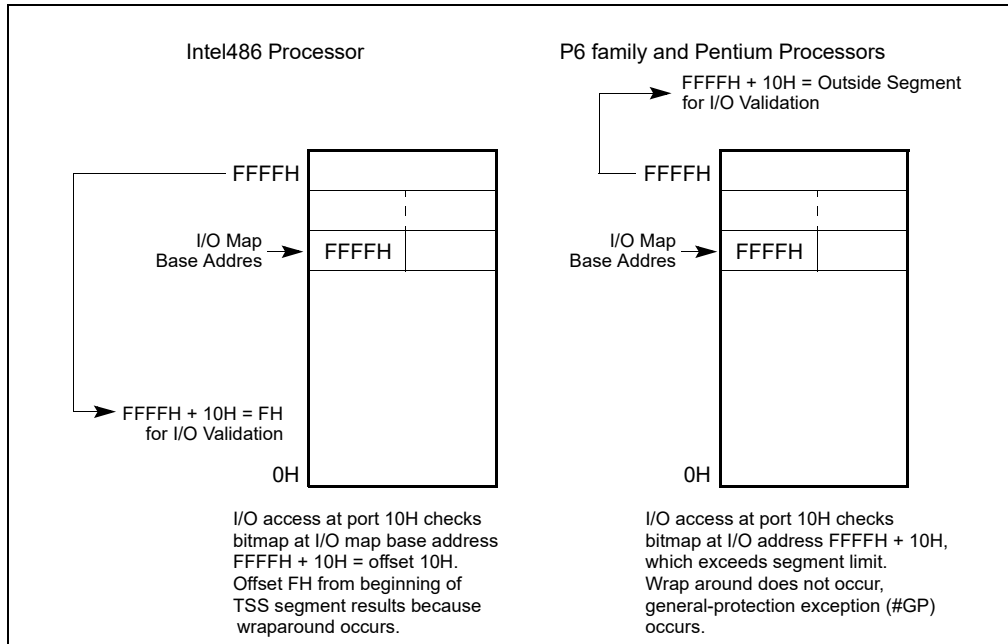 Intel486 Processor
FFFFH
I/O Map
Base Addres
FFFFH
FFFFH + 10H = FH
for I/O Validation
0H
I/O access at port 10H checks
bitmap at I/O map base address
FFFFH + 10H = offset 10H.
Offset FH from beginning of
TSS segment results because
wraparound occurs.
P6 family and Pentium Processors
FFFFH + 10H = Outside Segment
for I/O Validation
FFFFH
I/O Map
Base Addres
FFFFH
0H
I/O access at port 10H checks
bitmap at I/O address FFFFH + 10H,
which exceeds segment limit.
Wrap around does not occur,
general-protection exception (#GP)
occurs.